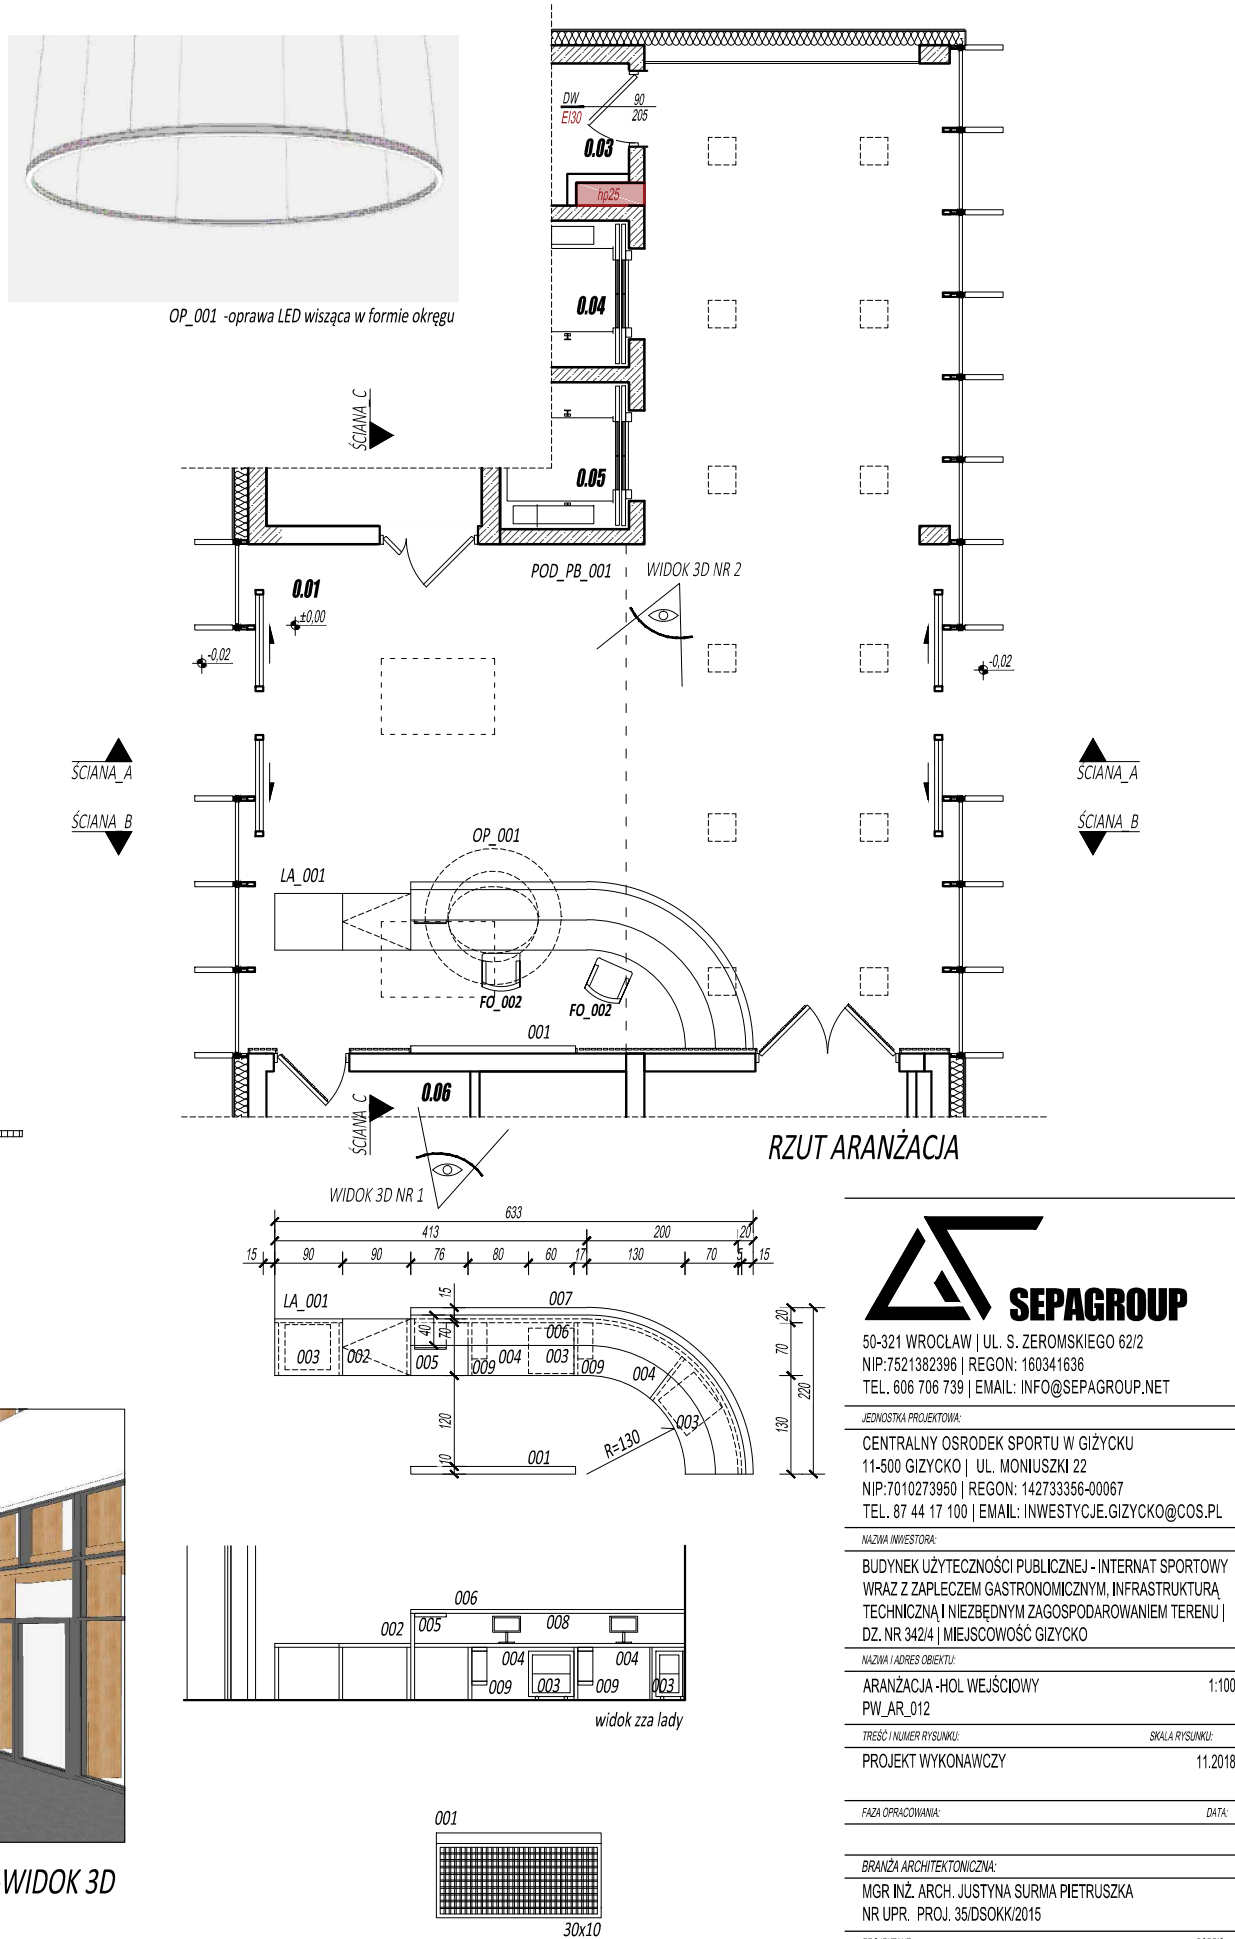 OP_001 -oprawa LED wisząca w formie okręgu
DW 90
EI30 205
0.03
hp25
0.04
ŚCIANA_C
0.05
POD_PB_001
WIDOK 3D NR 2
0.01
±0,00
-0,02
-0,02
ŚCIANA_A
ŚCIANA_A
ŚCIANA_B
ŚCIANA_B
OP_001
LA_001
FO_002
FO_002
001
0.06
ŚCIANA_C
RZUT ARANŻACJA
WIDOK 3D NR 1
633
413 200 20
15 90 90 76 80 60 17 130 70 5 15
LA_001
15
007
20
40
70
006
70
003 002 005 009 004 003 009 004
220
120
003
130
R=130
10
001
006
002 005 008
004 004
009 003 009 003
widok zza lady
001
30x10
WIDOK 3D
SEPAGROUP
50-321 WROCŁAW | UL. S. ZEROMSKIEGO 62/2
NIP:7521382396 | REGON: 160341636
TEL. 606 706 739 | EMAIL: INFO@SEPAGROUP.NET
JEDNOSTKA PROJEKTOWA:
CENTRALNY OSRODEK SPORTU W GIŻYCKU
11-500 GIZYCKO | UL. MONIUSZKI 22
NIP:7010273950 | REGON: 142733356-00067
TEL. 87 44 17 100 | EMAIL: INWESTYCJE.GIZYCKO@COS.PL
NAZWA INWESTORA:
BUDYNEK UŻYTECZNOŚCI PUBLICZNEJ - INTERNAT SPORTOWY
WRAZ Z ZAPLECZEM GASTRONOMICZNYM, INFRASTRUKTURĄ
TECHNICZNĄ I NIEZBĘDNYM ZAGOSPODAROWANIEM TERENU |
DZ. NR 342/4 | MIEJSCOWOŚĆ GIZYCKO
NAZWA I ADRES OBIEKTU:
ARANŻACJA -HOL WEJŚCIOWY 1:100
PW_AR_012
TREŚĆ I NUMER RYSUNKU: SKALA RYSUNKU:
PROJEKT WYKONAWCZY 11.2018
FAZA OPRACOWANIA: DATA:
BRANŻA ARCHITEKTONICZNA:
MGR INŻ. ARCH. JUSTYNA SURMA PIETRUSZKA
NR UPR. PROJ. 35/DSOKK/2015